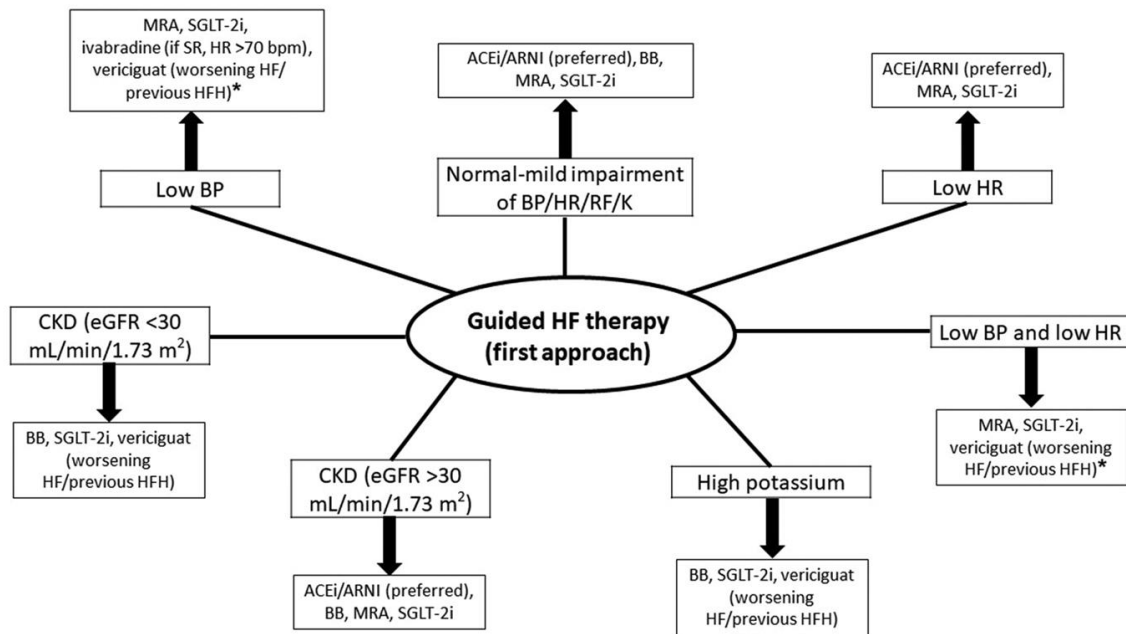 MRA, SGLT-2i,
ivabradine (if SR, HR >70 bpm),
vericiguat (worsening HF/
previous HFH)*
Low BP
ACEi/ARNI (preferred), BB,
MRA, SGLT-2i
Normal-mild impairment
of BP/HR/RF/K
ACEi/ARNI (preferred),
MRA, SGLT-2i
Low HR
Guided HF therapy
(first approach)
CKD (eGFR <30
mL/min/1.73 m²)
BB, SGLT-2i, vericiguat
(worsening
HF/previous HFH)
CKD (eGFR >30
mL/min/1.73 m²)
ACEi/ARNI (preferred),
BB, MRA, SGLT-2i
High potassium
BB, SGLT-2i, vericiguat
(worsening
HF/previous HFH)
Low BP and low HR
MRA, SGLT-2i,
vericiguat (worsening
HF/previous HFH)*